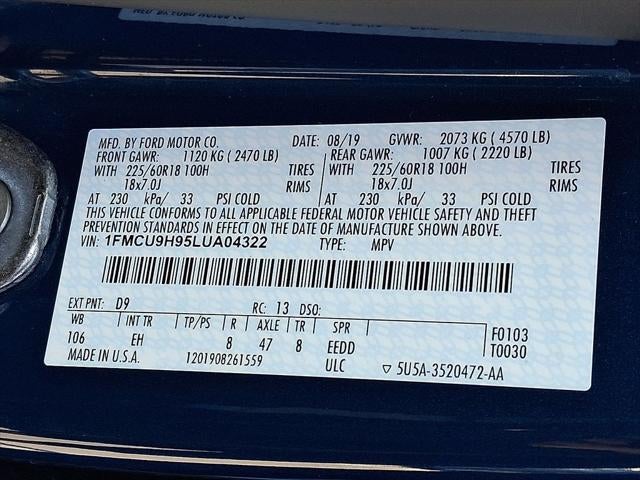 MFD. BY FORD MOTOR CO. DATE: 08/19 GVWR: 2073 KG ( 4570 LB)
FRONT GAWR: 1120 KG ( 2470 LB) REAR GAWR: 1007 KG ( 2220 LB)
WITH 225/60R18 100H TIRES WITH 225/60R18 100H TIRES
18x7.0J RIMS 18x7.0J RIMS
AT 230 kPa/ 33 PSI COLD AT 230 kPa/ 33 PSI COLD
THIS VEHICLE CONFORMS TO ALL APPLICABLE FEDERAL MOTOR VEHICLE SAFETY AND THEFT
PREVENTION STANDARDS IN EFFECT ON THE DATE OF MANUFACTURE SHOWN ABOVE.
VIN: 1FMCU9H95LUA04322 TYPE: MPV
EXT PNT: D9 RC: 13 DSO:
WB INT TR TP/PS R AXLE TR SPR F0103
106 EH 8 47 8 EEDD T0030
MADE IN U.S.A. 1201908261559 ULC ▽ 5U5A-3520472-AA